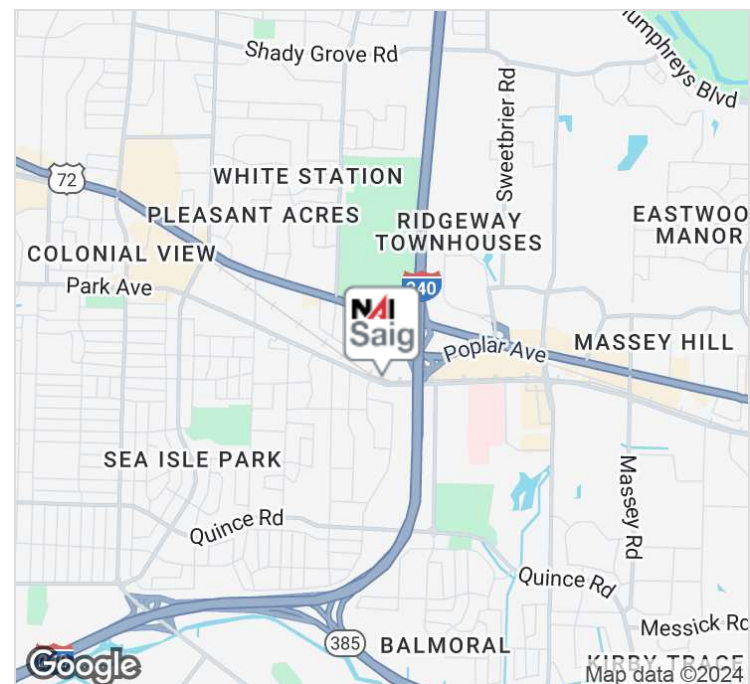 Humphreys Blvd
Shady Grove Rd
Sweetbrier Rd
72
WHITE STATION
PLEASANT ACRES
RIDGEWAY
TOWNHOUSES
EASTWOO
MANOR
COLONIAL VIEW
Park Ave
240
NAI
Saig
Poplar Ave
MASSEY HILL
SEA ISLE PARK
Massey Rd
Quince Rd
Quince Rd
Messick Rd
385
BALMORAL
KIRBY TRACE
Google
Map data ©2024